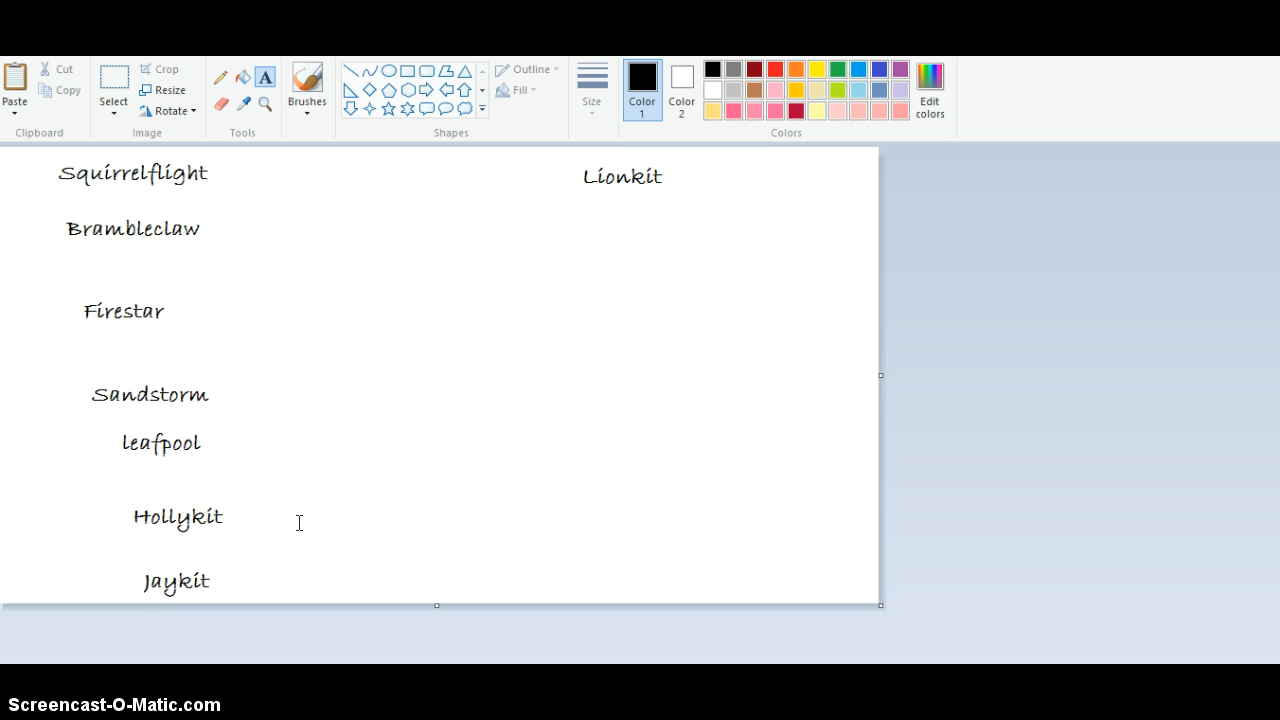 Paste
Cut
Copy
Clipboard
Select
Crop
Resize
Rotate
Image
A
Tools
Brushes
Outline
Fill
Shapes
Size
Color 1
Color 2
Edit colors
Colors
Squirrelflight
Lionkit
Brambleclaw
Firestar
Sandstorm
leafpool
Hollykit
Jaykit
Screencast-O-Matic.com